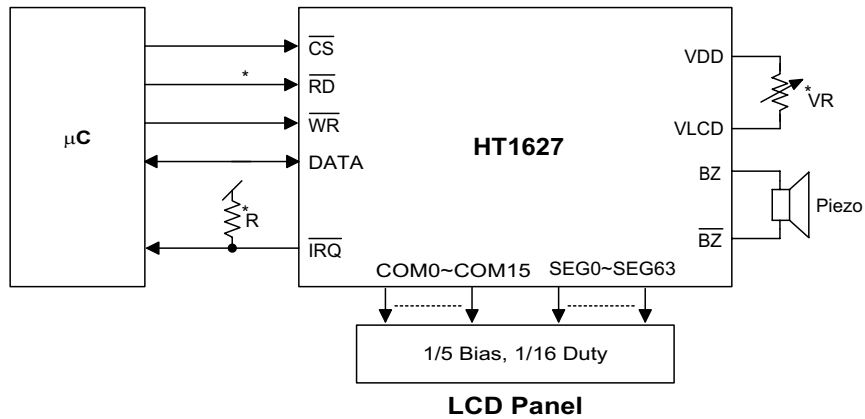 μC
CS
*
RD
WR
DATA
*R
IRQ
HT1627
VDD
*VR
VLCD
BZ
Piezo
BZ
COM0~COM15
SEG0~SEG63
1/5 Bias, 1/16 Duty
LCD Panel